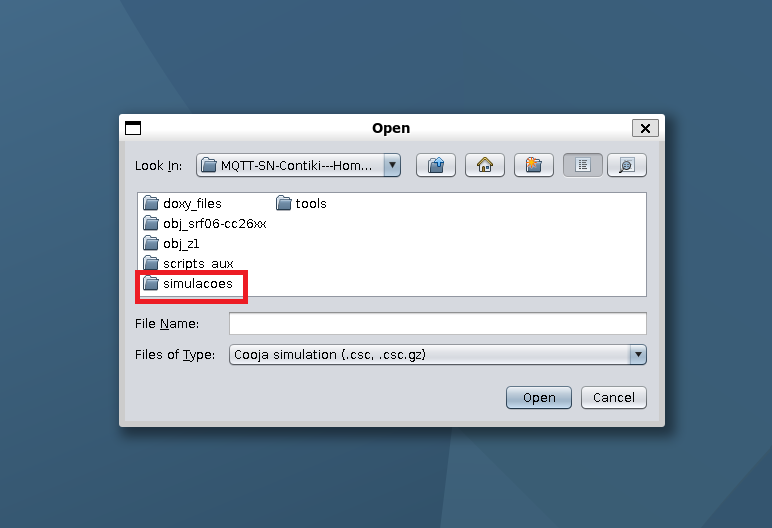 Open
Look In: MQTT-SN-Contiki---Hom...
doxy_files
obj_srf06-cc26xx
obj_z1
scripts_aux
simulacoes
tools
File Name:
Files of Type: Cooja simulation (.csc, .csc.gz)
Open Cancel